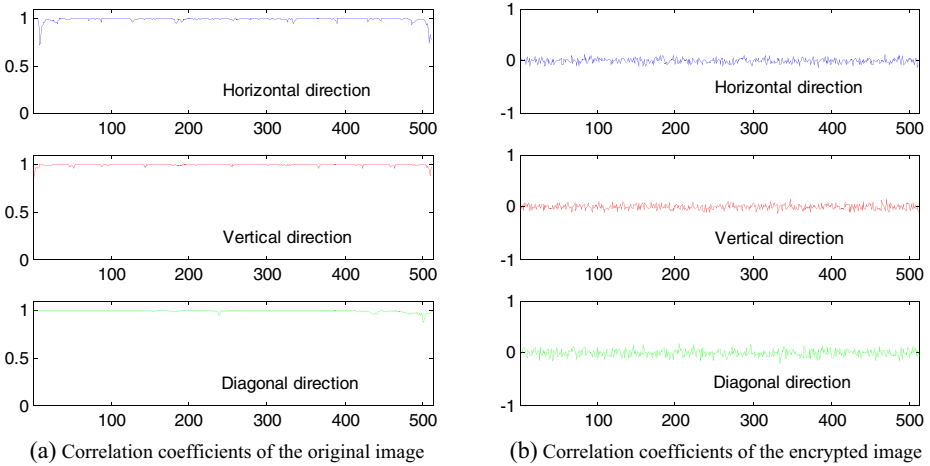 1
0.5
0
Horizontal direction
100 200 300 400 500
1
0.5
0
Vertical direction
100 200 300 400 500
1
0.5
0
Diagonal direction
100 200 300 400 500
(a) Correlation coefficients of the original image
1
0
-1
Horizontal direction
100 200 300 400 500
1
0
-1
Vertical direction
100 200 300 400 500
1
0
-1
Diagonal direction
100 200 300 400 500
(b) Correlation coefficients of the encrypted image